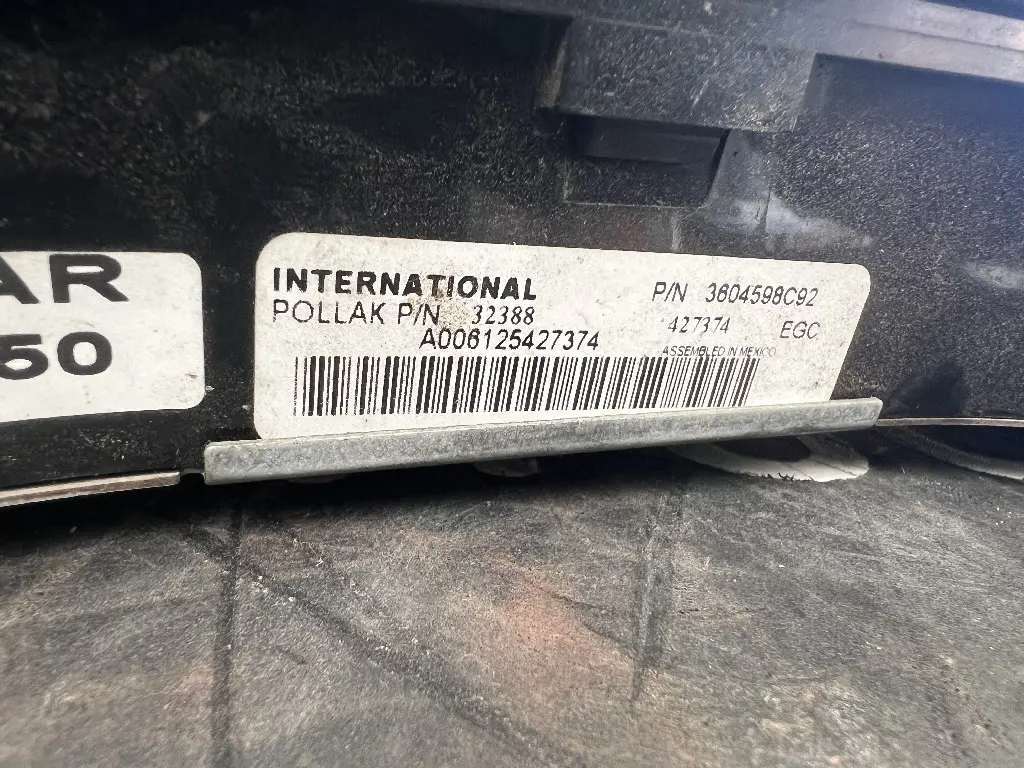 AR
50
INTERNATIONAL
POLLAK P/N 32388
A006125427374
P/N 3604598C92
427374 EGC
ASSEMBLED IN MEXICO